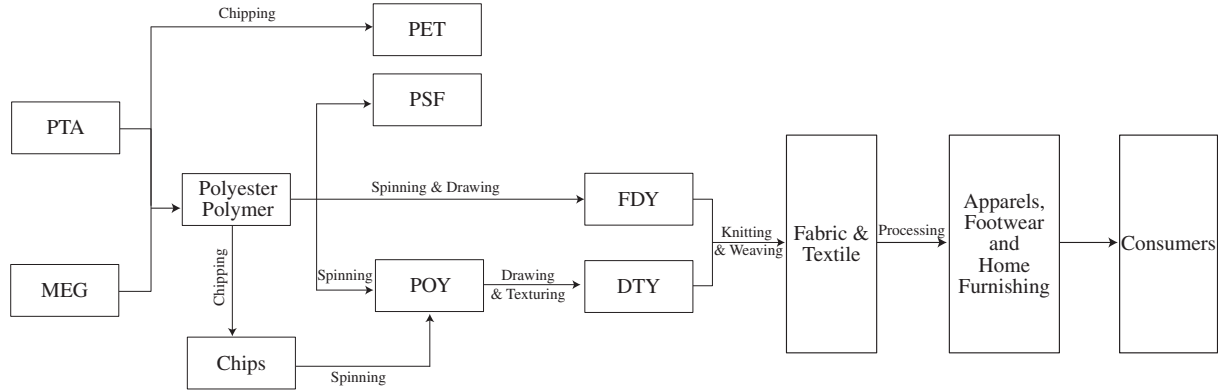 Chipping
PET
PSF
PTA
Polyester
Polymer
Spinning & Drawing
FDY
Knitting
& Weaving
Fabric &
Textile
Processing
Apparels,
Footwear
and
Home
Furnishing
Consumers
MEG
Chipping
Spinning
POY
Drawing
& Texturing
DTY
Chips
Spinning